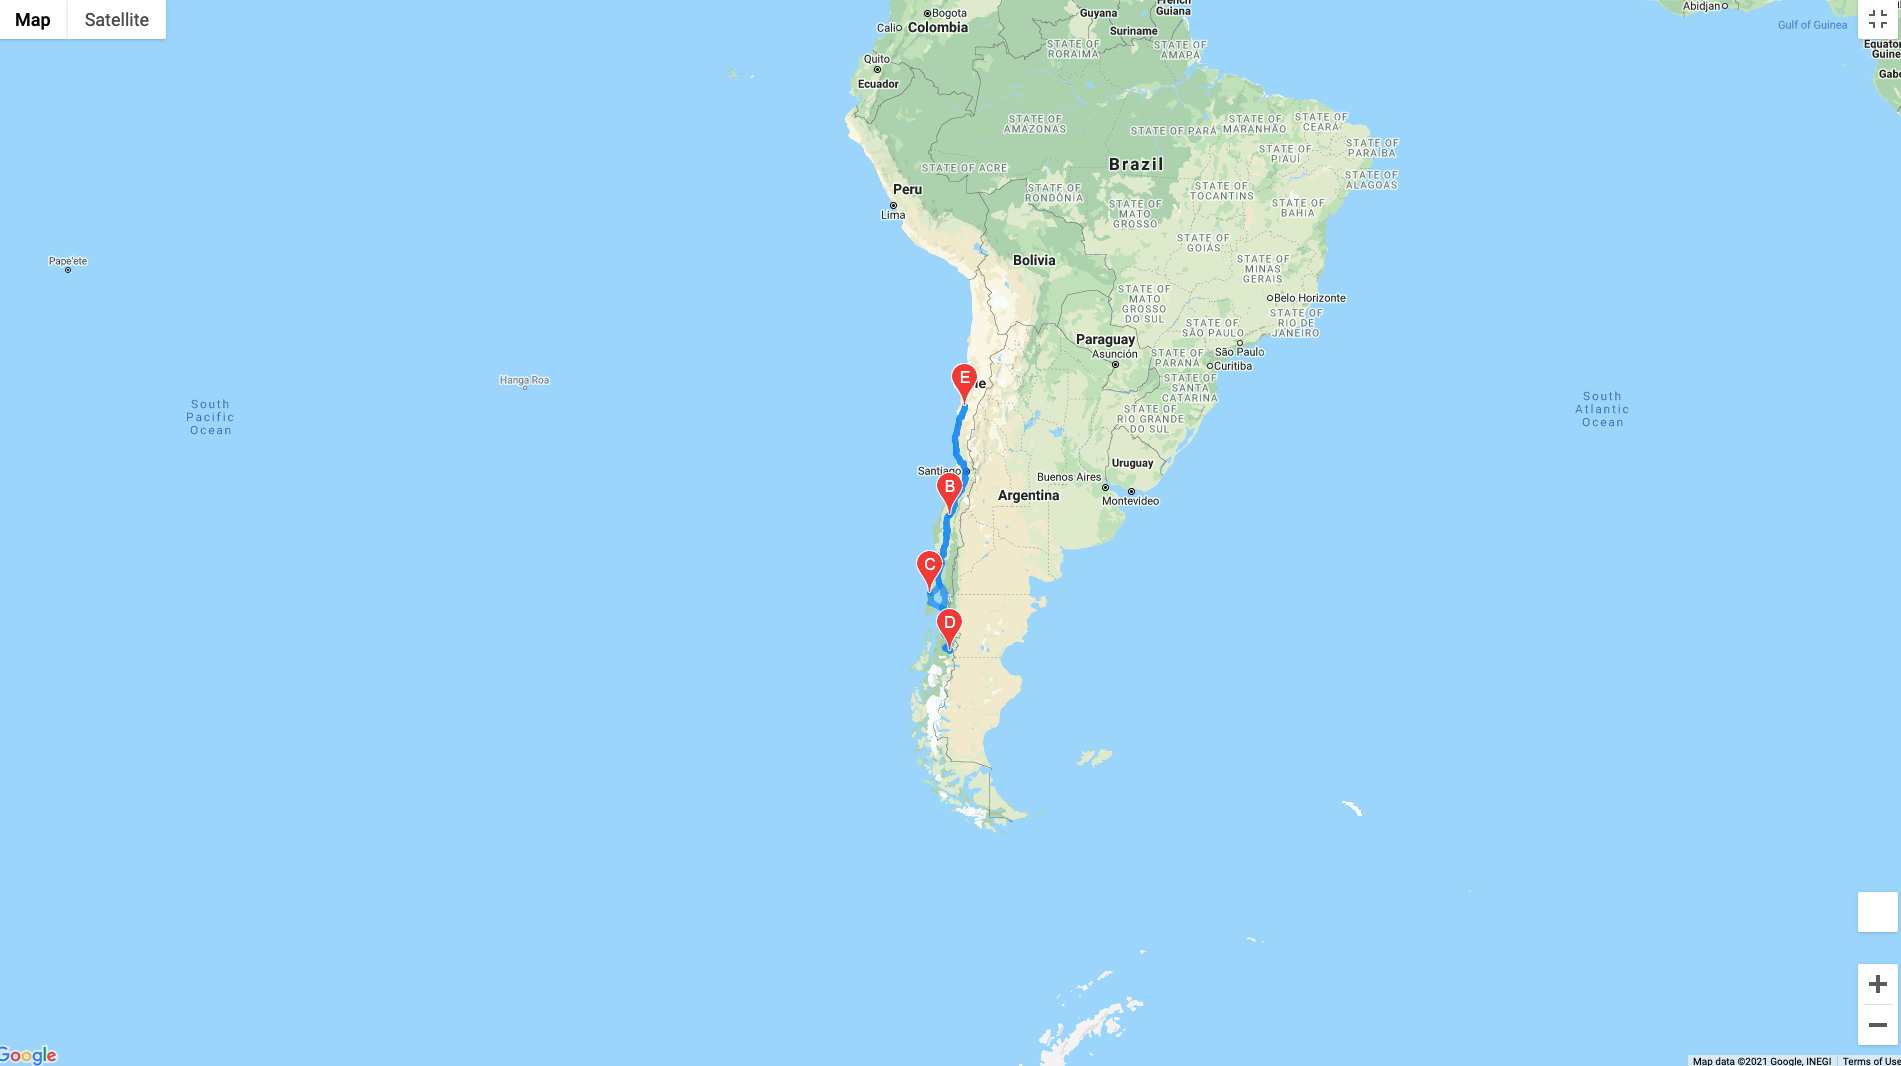 Map
Satellite
Bogota
Cali
Colombia
Guyana
French
Guiana
Suriname
Abidjan
Gulf of Guinea
Equator
Guine
Gabo
Quito
Ecuador
STATE OF
RORAIMA
STATE OF
AMAPÁ
STATE OF
AMAZONAS
STATE OF PARÁ
STATE OF
MARANHÃO
STATE OF
CEARÁ
STATE OF
PIAUÍ
STATE OF
PARAÍBA
STATE OF ACRE
Brazil
STATE OF
ALAGOAS
Peru
STATE OF
RONDÔNIA
STATE OF
TOCANTINS
Lima
STATE OF
MATO
GROSSO
STATE OF
BAHIA
STATE OF
GOIÁS
Pape'ete
Bolivia
STATE OF
MINAS
GERAIS
STATE OF
MATO
GROSSO
DO SUL
Belo Horizonte
STATE OF
RIO DE
JANEIRO
STATE OF
SÃO PAULO
Paraguay
Asunción
São Paulo
STATE OF
PARANÁ
Curitiba
Hanga Roa
E
le
STATE OF
SANTA
CATARINA
South
Pacific
Ocean
South
Atlantic
Ocean
STATE OF
RIO GRANDE
DO SUL
Santiago
Uruguay
Buenos Aires
B
Argentina
Montevideo
C
D
Google
Map data ©2021 Google, INEGI
Terms of Use